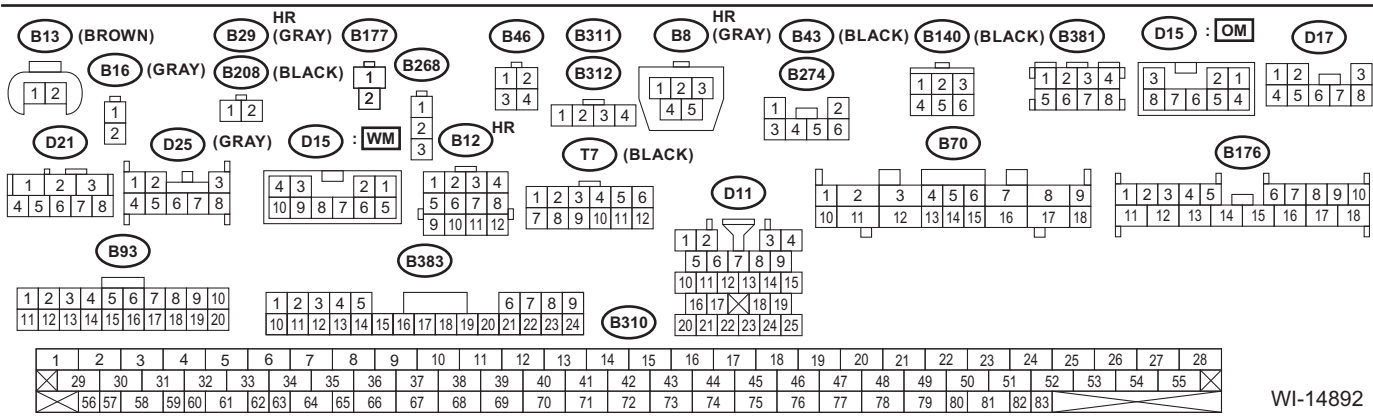 HR HR
B13 (BROWN) B29 (GRAY) B177 B46 B311 B8 (GRAY) B43 (BLACK) B140 (BLACK) B381 D15 : OM D17
B16 (GRAY) B208 (BLACK) B268 B312 B274
1 2
1
2
1 2
1
2
1
2
3
1 2
3 4
1 2 3 4
1 2 3
4 5
1 2
3 4 5 6
1 2 3
4 5 6
1 2 3 4
5 6 7 8
3 2 1
8 7 6 5 4
1 2 3
4 5 6 7 8
D21 D25 (GRAY) D15 : WM B12 HR T7 (BLACK) B70 B176
1 2 3
4 5 6 7 8
1 2 3
4 5 6 7 8
4 3 2 1
10 9 8 7 6 5
1 2 3 4
5 6 7 8
9 10 11 12
1 2 3 4 5 6
7 8 9 10 11 12
D11
1 2 3 4
5 6 7 8 9
10 11 12 13 14 15
16 17 18 19
20 21 22 23 24 25
1 2 3 4 5 6 7 8 9
10 11 12 13 14 15 16 17 18
1 2 3 4 5 6 7 8 9 10
11 12 13 14 15 16 17 18
B93
1 2 3 4 5 6 7 8 9 10
11 12 13 14 15 16 17 18 19 20
B383
1 2 3 4 5 6 7 8 9
10 11 12 13 14 15 16 17 18 19 20 21 22 23 24
B310
1 2 3 4 5 6 7 8 9 10 11 12 13 14 15 16 17 18 19 20 21 22 23 24 25 26 27 28
29 30 31 32 33 34 35 36 37 38 39 40 41 42 43 44 45 46 47 48 49 50 51 52 53 54 55
56 57 58 59 60 61 62 63 64 65 66 67 68 69 70 71 72 73 74 75 76 77 78 79 80 81 82 83
WI-14892